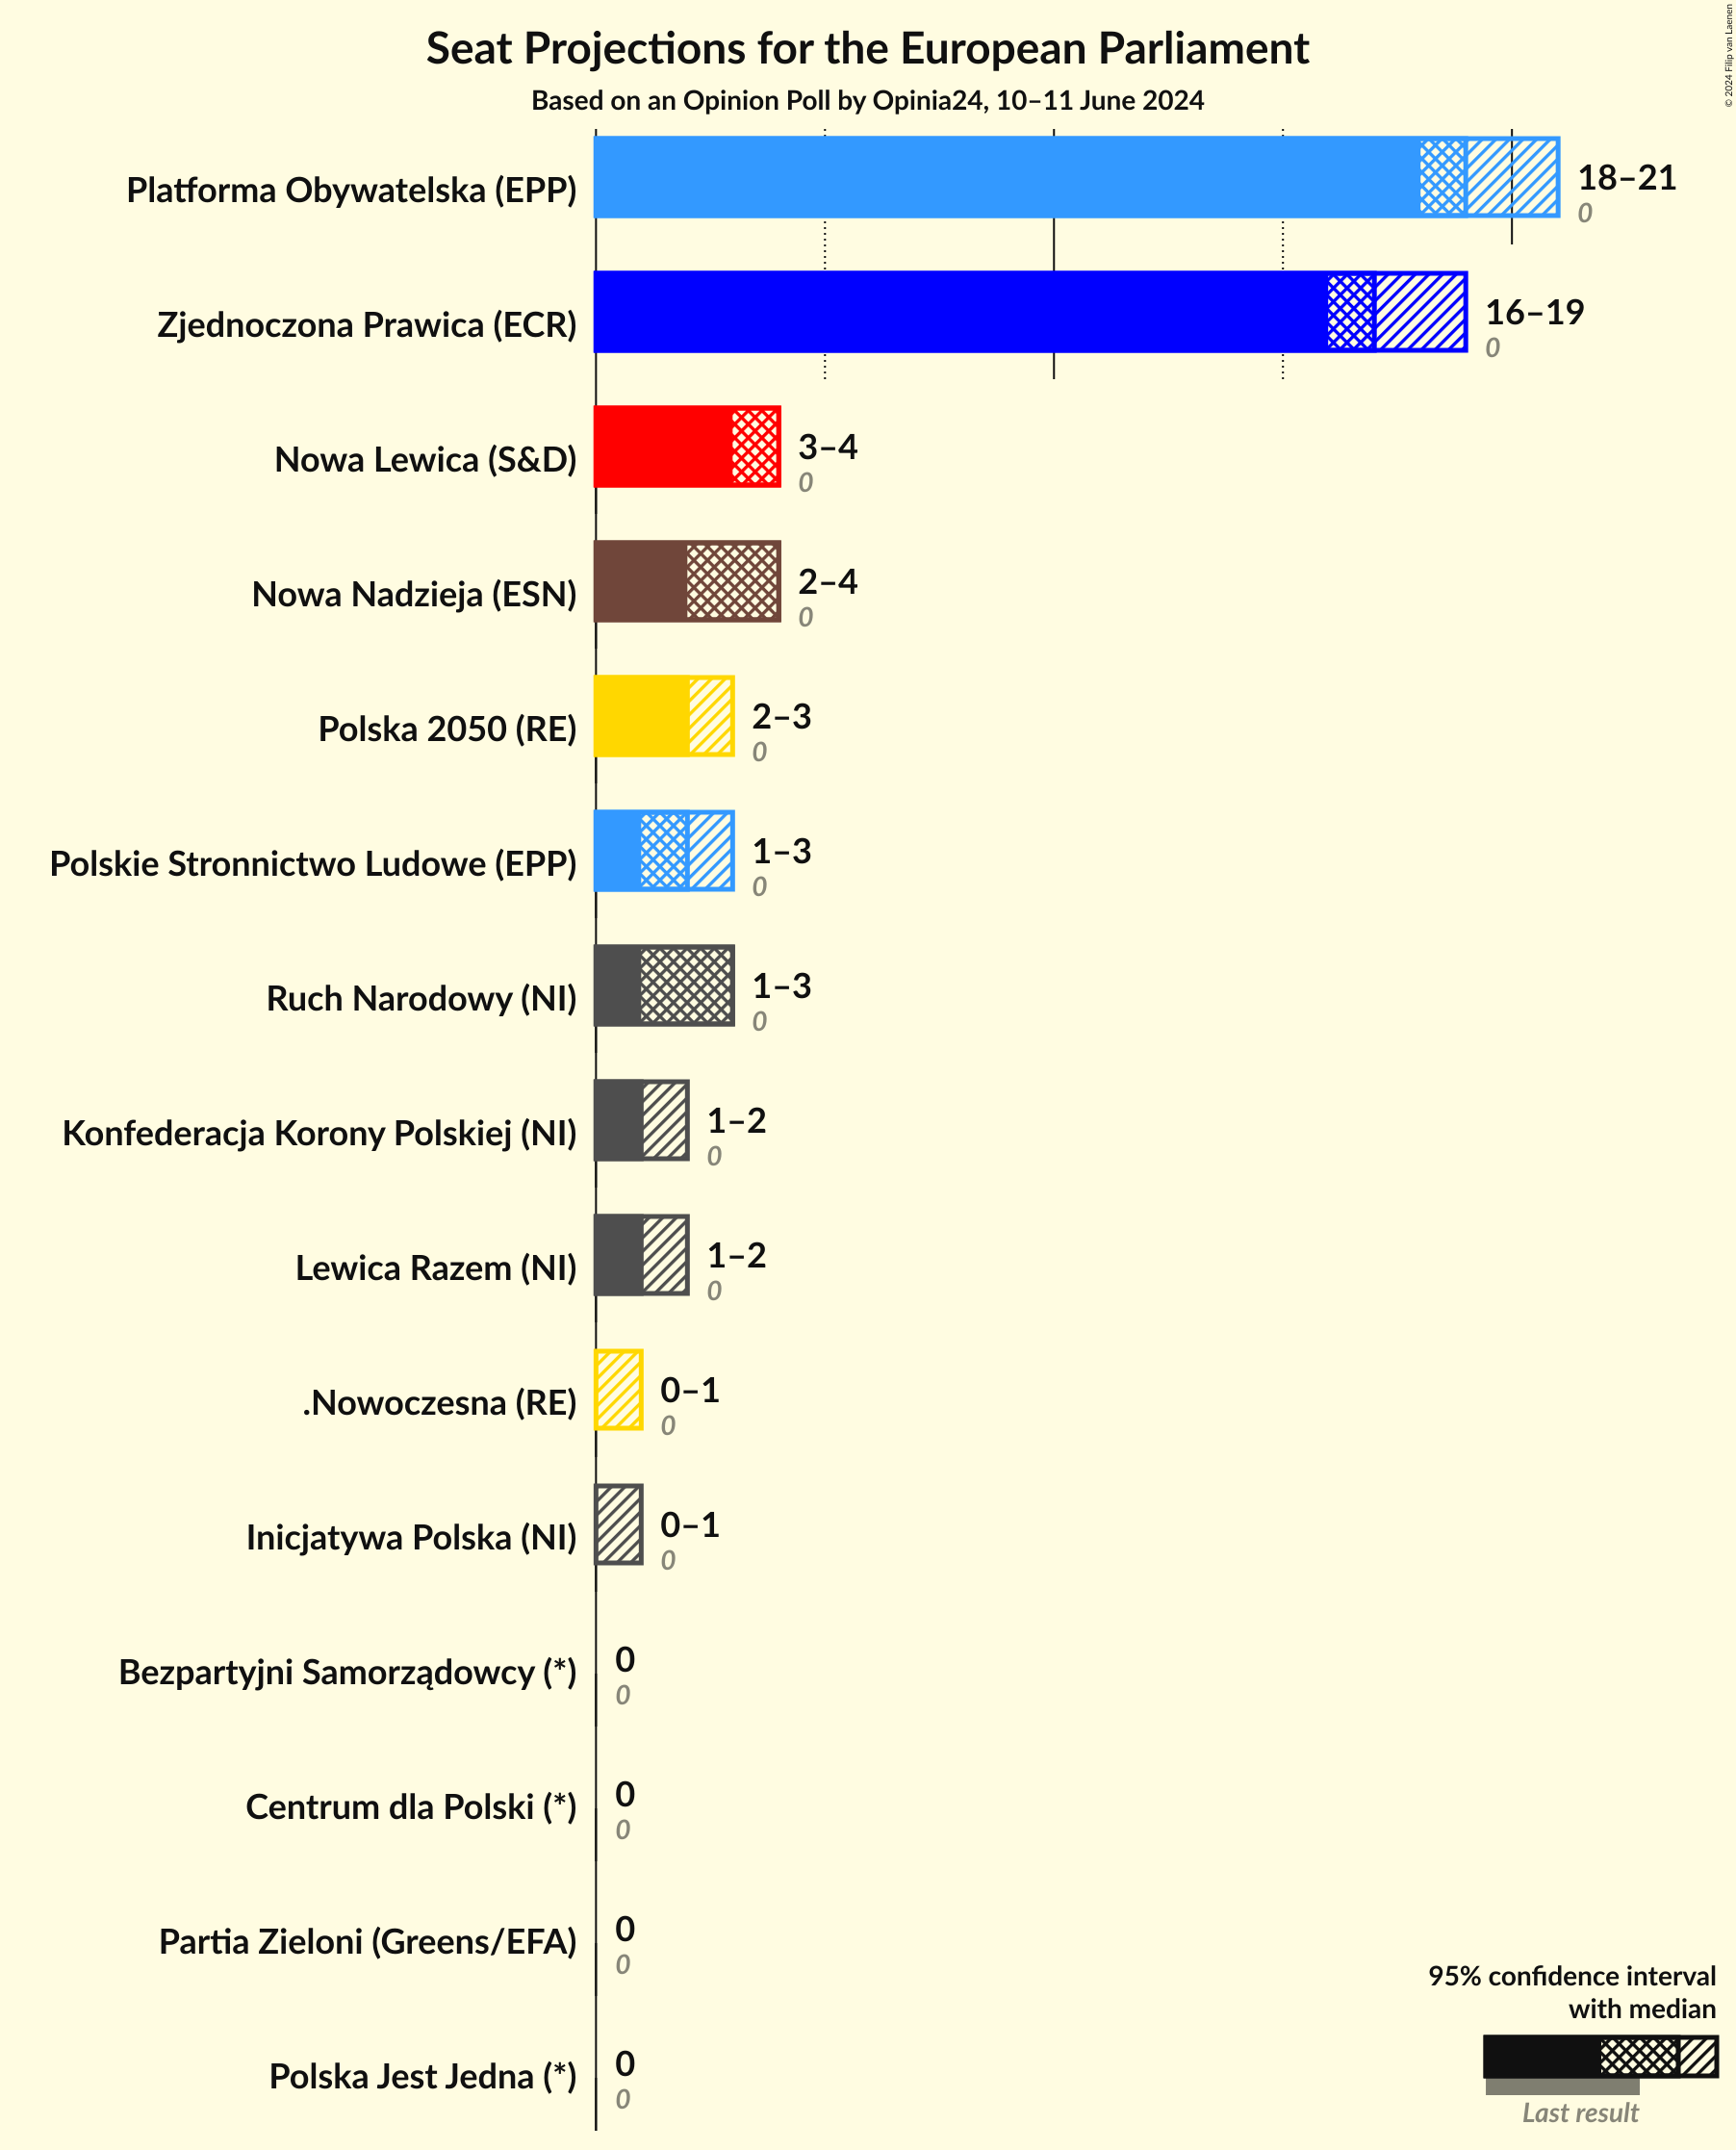 Seat Projections for the European Parliament
Based on an Opinion Poll by Opinia24, 10–11 June 2024
© 2024 Filip van Laenen
Platforma Obywatelska (EPP)
18–21
0
Zjednoczona Prawica (ECR)
16–19
0
Nowa Lewica (S&D)
3–4
0
Nowa Nadzieja (ESN)
2–4
0
Polska 2050 (RE)
2–3
0
Polskie Stronnictwo Ludowe (EPP)
1–3
0
Ruch Narodowy (NI)
1–3
0
Konfederacja Korony Polskiej (NI)
1–2
0
Lewica Razem (NI)
1–2
0
.Nowoczesna (RE)
0–1
0
Inicjatywa Polska (NI)
0–1
0
Bezpartyjni Samorządowcy (*)
0
0
Centrum dla Polski (*)
0
0
Partia Zieloni (Greens/EFA)
0
0
Polska Jest Jedna (*)
0
0
95% confidence interval
with median
Last result